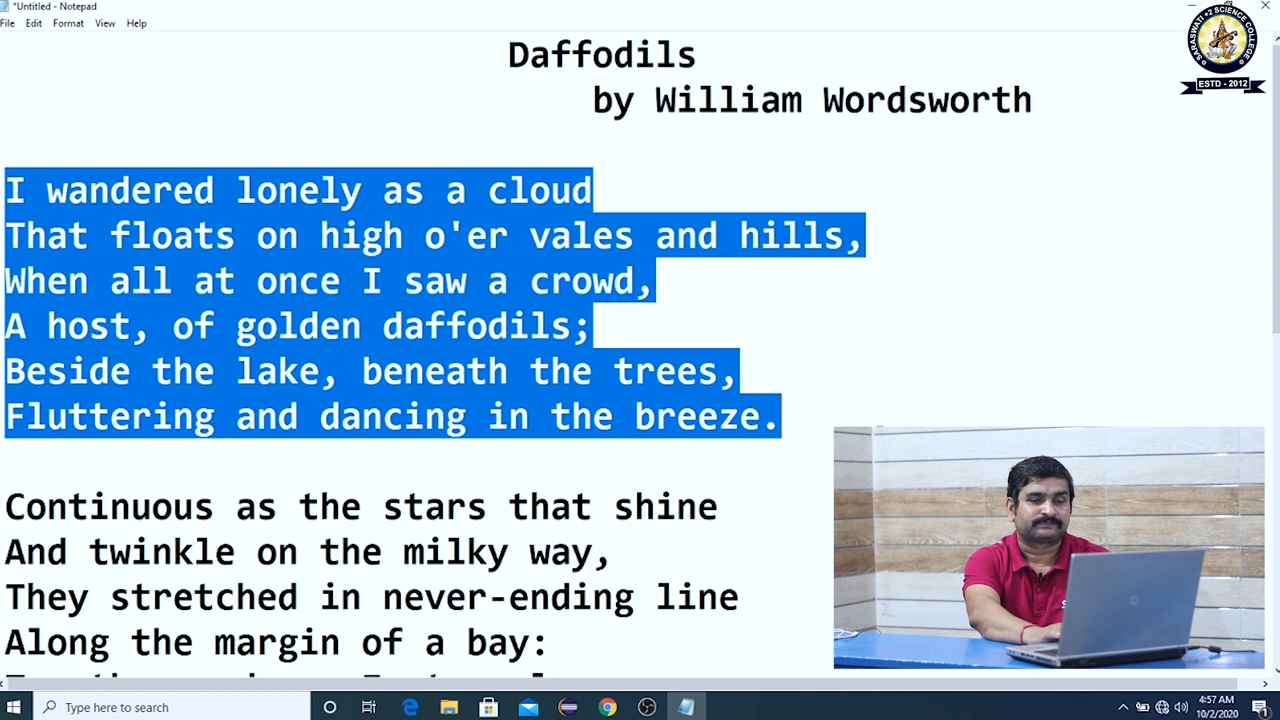 *Untitled - Notepad
File Edit Format View Help
SARASWATI +2 SCIENCE COLLEGE
ESTD - 2012
Daffodils
by William Wordsworth
I wandered lonely as a cloud
That floats on high o'er vales and hills,
When all at once I saw a crowd,
A host, of golden daffodils;
Beside the lake, beneath the trees,
Fluttering and dancing in the breeze.
Continuous as the stars that shine
And twinkle on the milky way,
They stretched in never-ending line
Along the margin of a bay:
Type here to search
4:57 AM
10/2/2020